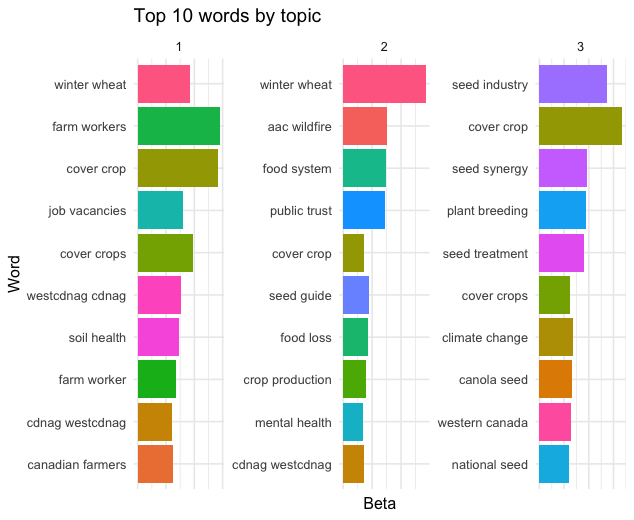 Top 10 words by topic
1
2
3
Word
winter wheat
farm workers
cover crop
job vacancies
cover crops
westcdnag cdnag
soil health
farm worker
cdnag westcdnag
canadian farmers
winter wheat
aac wildfire
food system
public trust
cover crop
seed guide
food loss
crop production
mental health
cdnag westcdnag
seed industry
cover crop
seed synergy
plant breeding
seed treatment
cover crops
climate change
canola seed
western canada
national seed
Beta